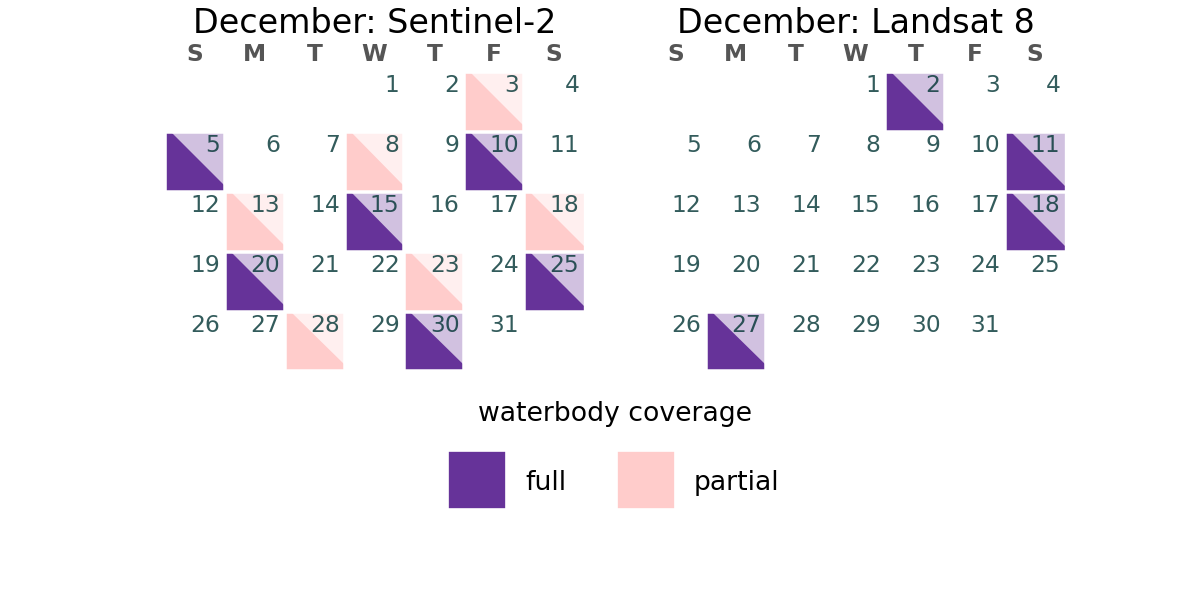 December: Sentinel-2
S M T W T F S
1 2 3 4
5 6 7 8 9 10 11
12 13 14 15 16 17 18
19 20 21 22 23 24 25
26 27 28 29 30 31
December: Landsat 8
S M T W T F S
1 2 3 4
5 6 7 8 9 10 11
12 13 14 15 16 17 18
19 20 21 22 23 24 25
26 27 28 29 30 31
waterbody coverage
full partial